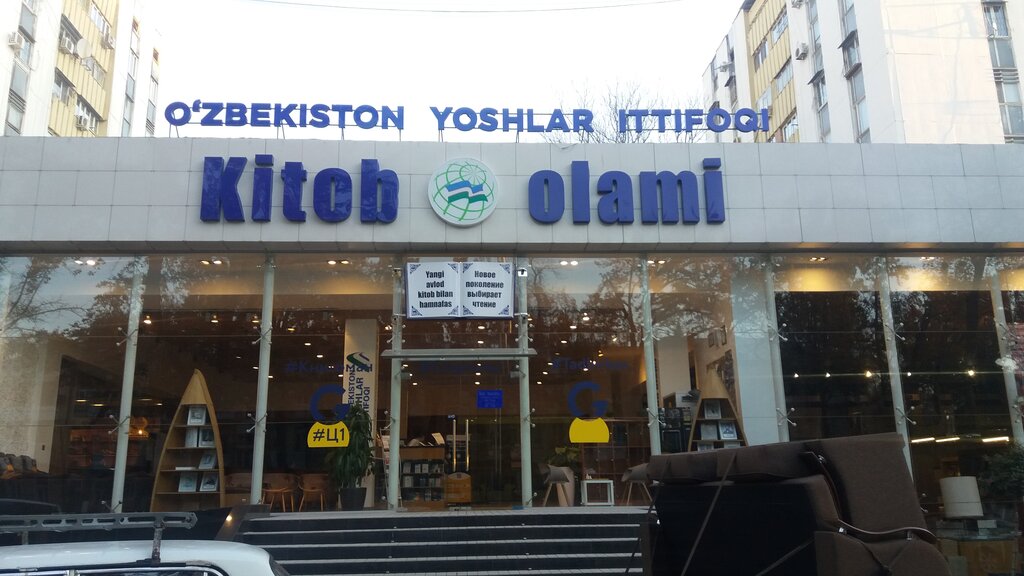 O‘ZBEKISTON YOSHLAR ITTIFOQI
Kitob olami
Yangi
avlod
kitob bilan
hamnafas
Новое
поколение
выбирает
чтение
#Ц1